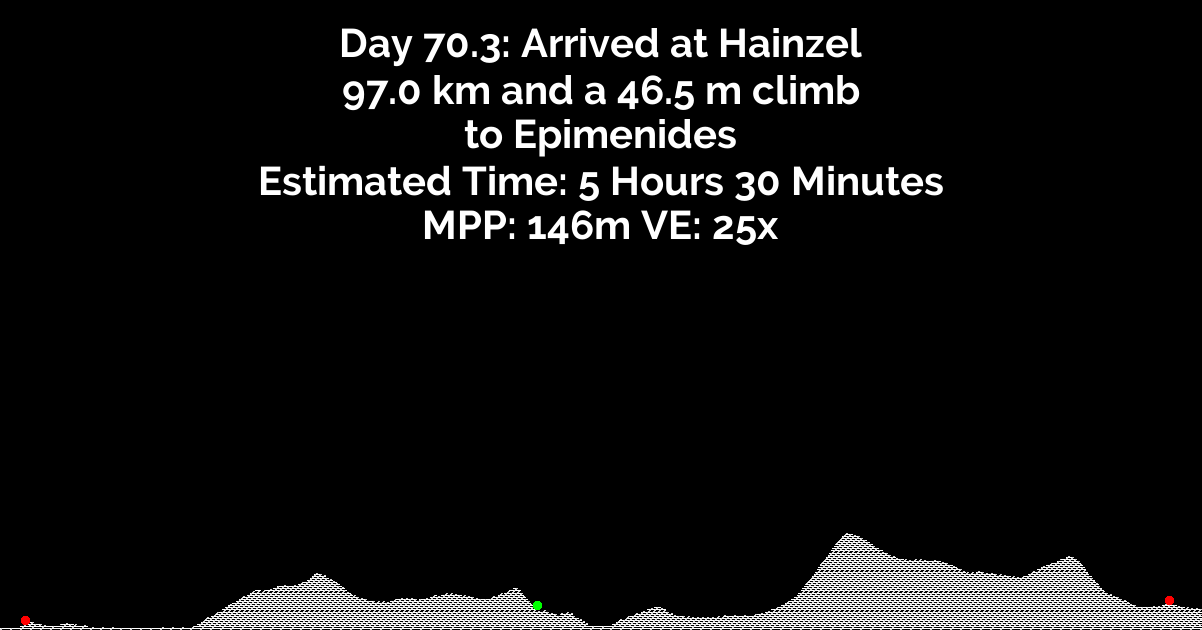 Day 70.3: Arrived at Hainzel
97.0 km and a 46.5 m climb
to Epimenides
Estimated Time: 5 Hours 30 Minutes
MPP: 146m VE: 25x